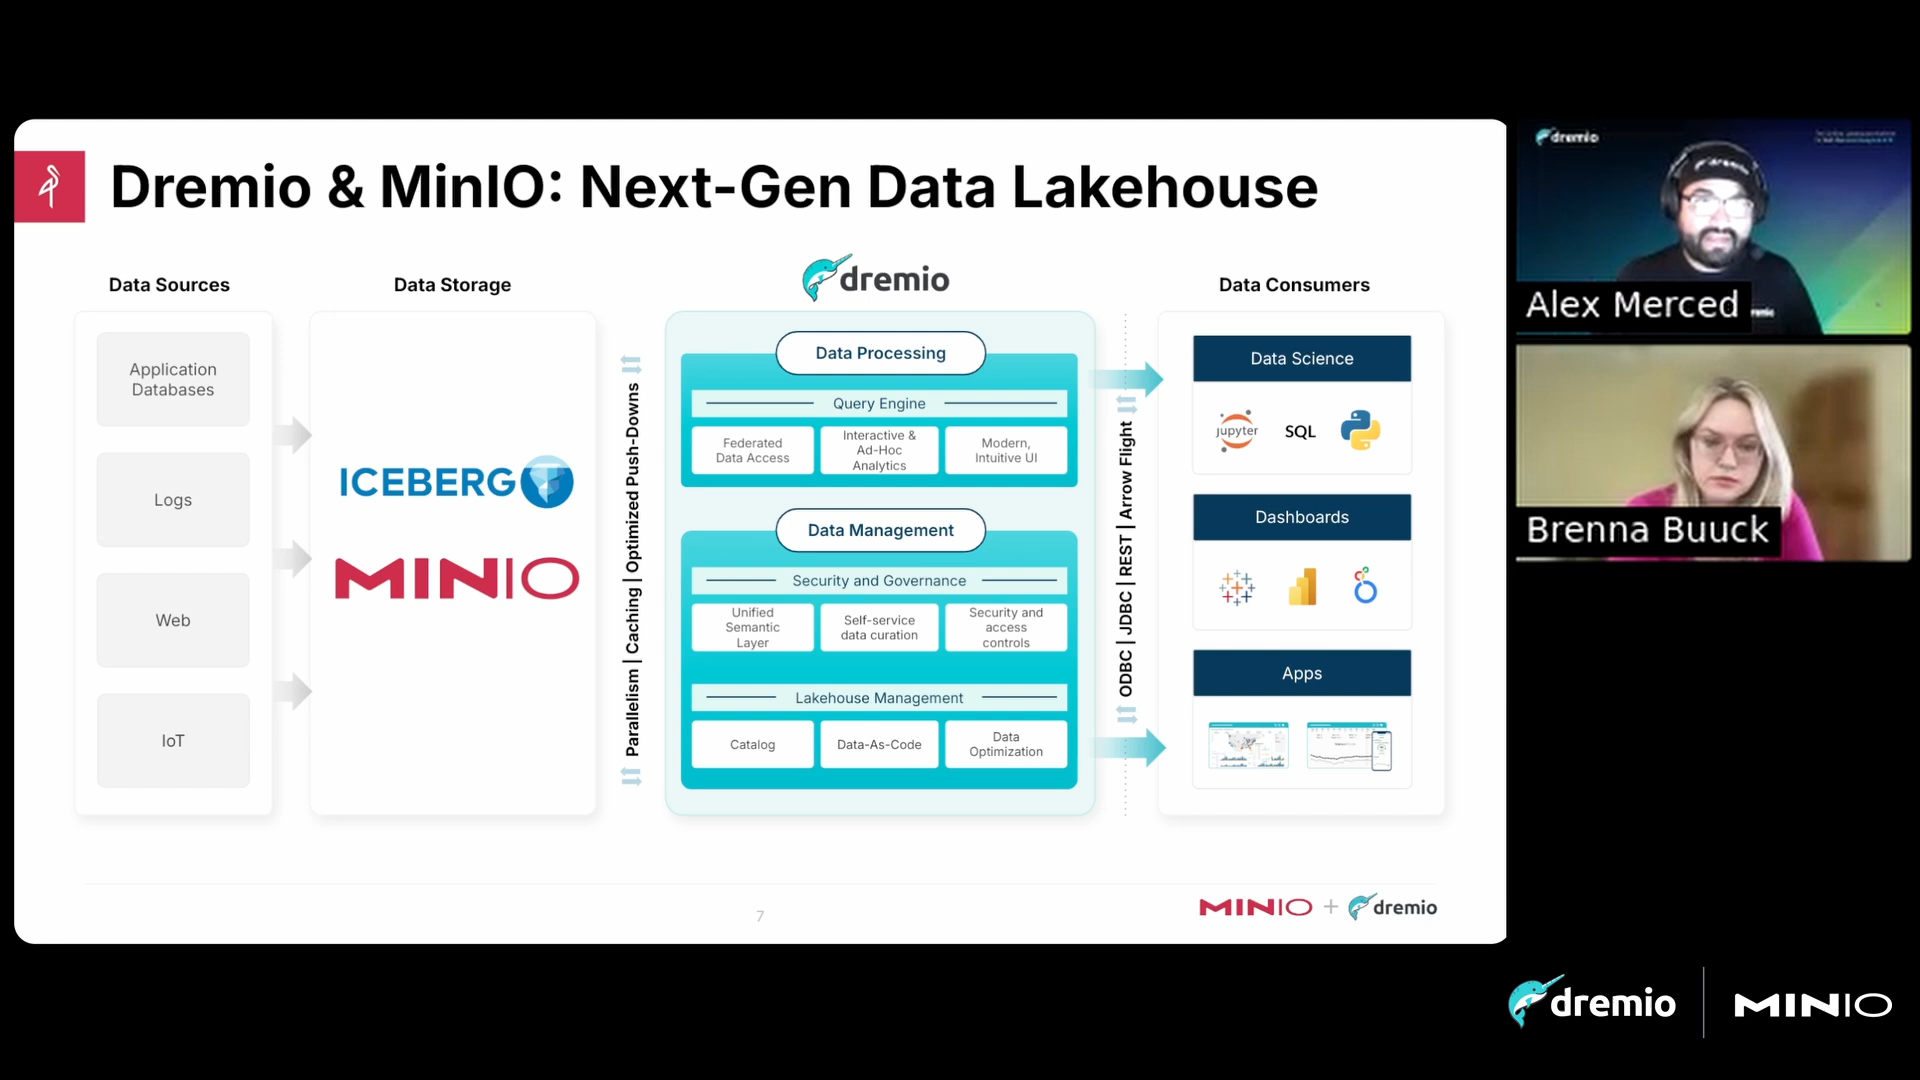 Dremio & MinIO: Next-Gen Data Lakehouse
Data Sources
Application
Databases
Logs
Web
IoT
Data Storage
ICEBERG
MINIO
Parallelism | Caching | Optimized Push-Downs
dremio
Data Processing
Query Engine
Federated
Data Access
Interactive &
Ad-Hoc
Analytics
Modern,
Intuitive UI
Data Management
Security and Governance
Unified
Semantic
Layer
Self-service
data curation
Security and
access
controls
Lakehouse Management
Catalog
Data-As-Code
Data
Optimization
ODBC | JDBC | REST | Arrow Flight
Data Consumers
Data Science
jupyter
SQL
Dashboards
Apps
7
MINIO + dremio
dremio
dremio
Alex Merced
Brenna Buuck
dremio | MINIO